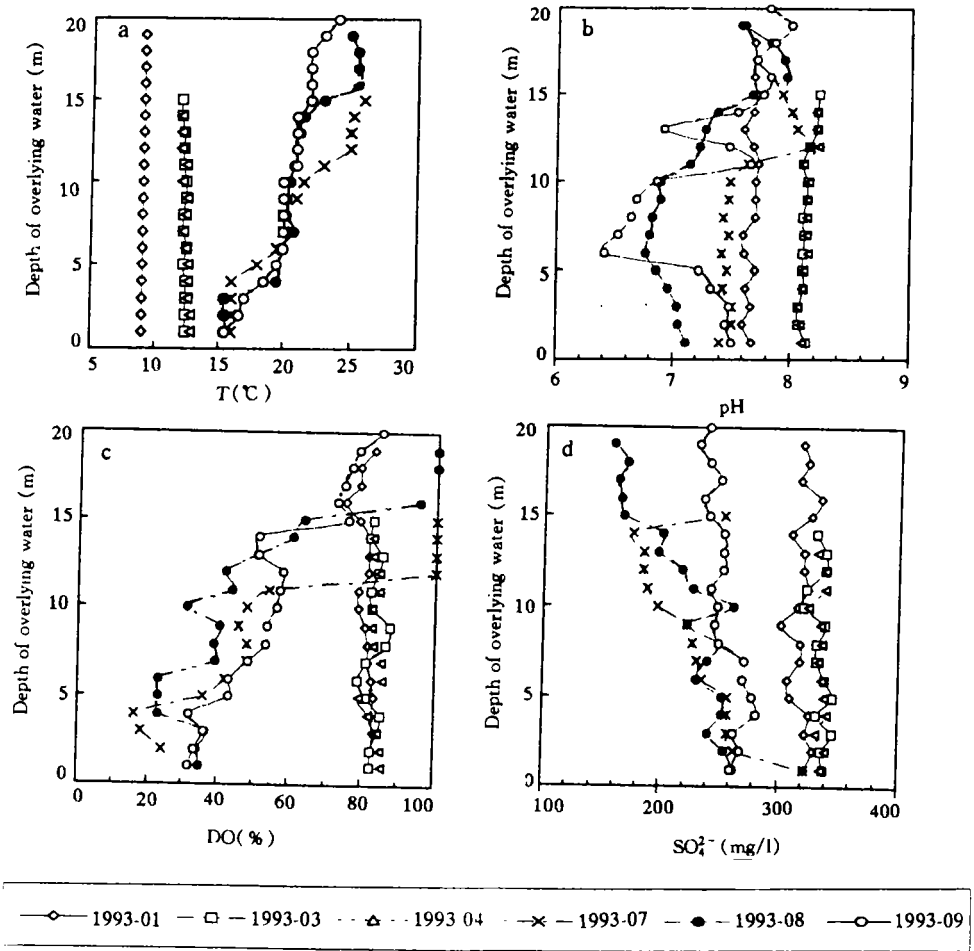 a
Depth of overlying water (m)
20
15
10
5
0
5 10 15 20 25 30
T(℃)
b
Depth of overlying water (m)
20
15
10
5
0
6 7 8 9
pH
c
Depth of overlying water (m)
20
15
10
5
0
20 40 60 80 100
DO(%)
d
Depth of overlying water (m)
20
15
10
5
0
100 200 300 400
SO₄²⁻(mg/l)
1993-01 1993-03 1993 04 1993-07 1993-08 1993-09